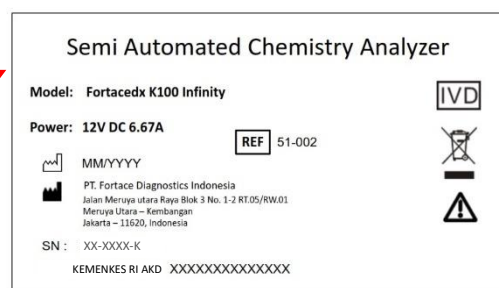 Semi Automated Chemistry Analyzer
Model: Fortacedx K100 Infinity
IVD
Power: 12V DC 6.67A
REF 51-002
MM/YYYY
PT. Fortace Diagnostics Indonesia
Jalan Meruya utara Raya Blok 3 No. 1-2 RT.05/RW.01
Meruya Utara – Kembangan
Jakarta – 11620, Indonesia
SN : XX-XXXX-K
KEMENKES RI AKD XXXXXXXXXXXXXX